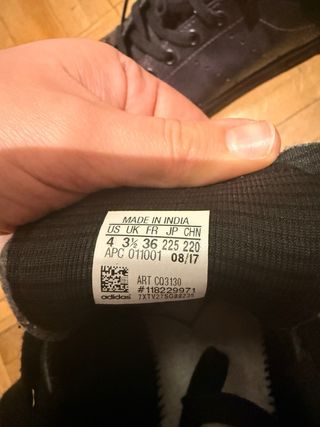 MADE IN INDIA
US UK FR JP CHN
4 3½ 36 225 220
APC 011001 08/17
ART CQ3130
#118229971
adidas